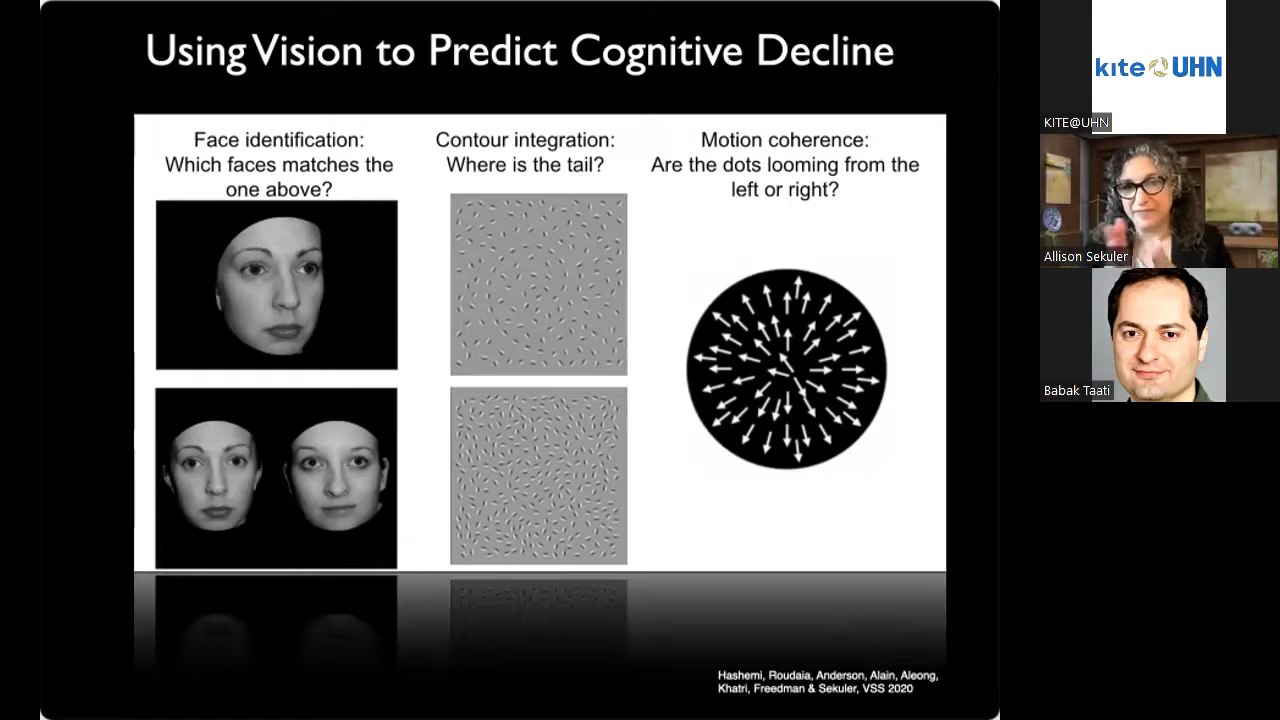 Using Vision to Predict Cognitive Decline
Face identification:
Which faces matches the
one above?
Contour integration:
Where is the tail?
Motion coherence:
Are the dots looming from the
left or right?
Hashemi, Roudaia, Anderson, Alain, Aleong,
Khatri, Freedman & Sekuler, VSS 2020
kite UHN
KITE@UHN
Allison Sekuler
Babak Taati